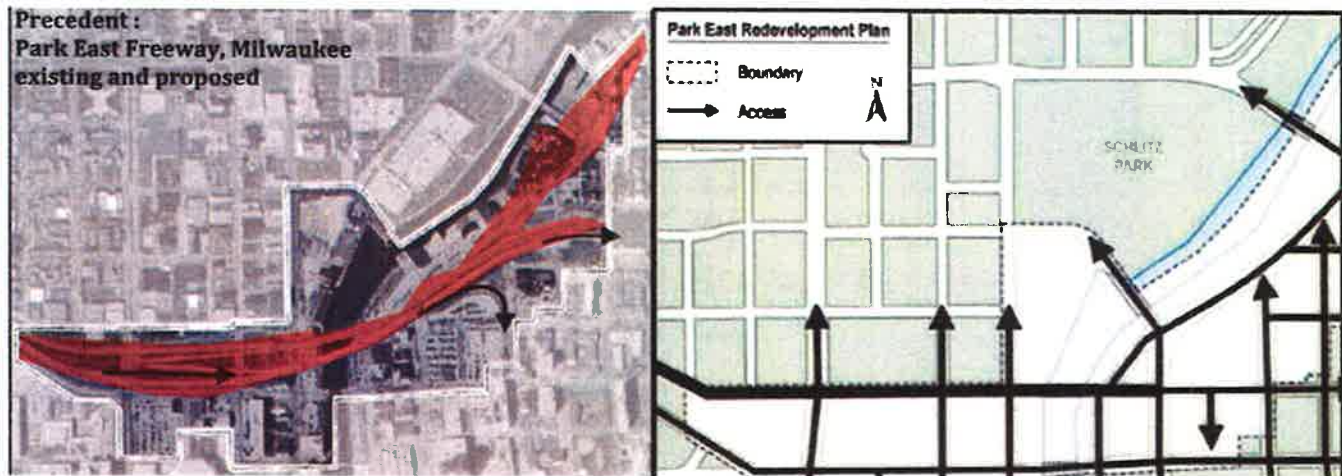 Precedent :
Park East Freeway, Milwaukee
existing and proposed
Park East Redevelopment Plan
Boundary
Access
N
SCHLITZ
PARK